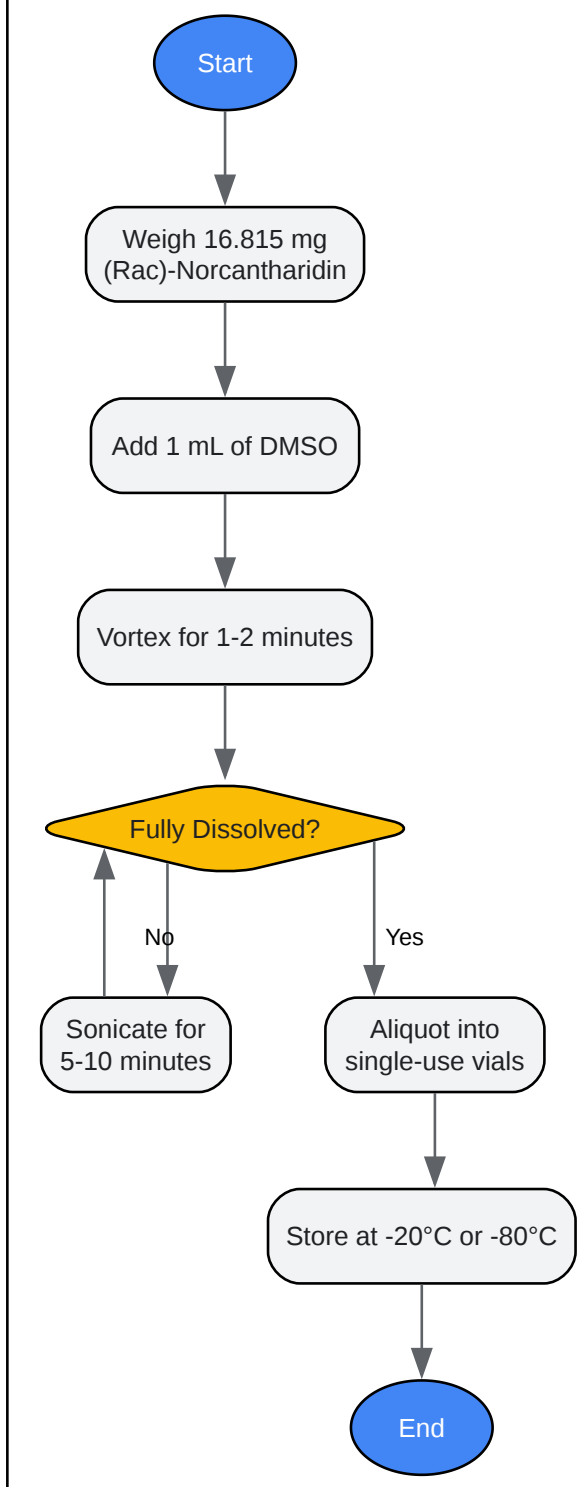 Start
Weigh 16.815 mg
(Rac)-Norcantharidin
Add 1 mL of DMSO
Vortex for 1-2 minutes
Fully Dissolved?
No
Yes
Sonicate for
5-10 minutes
Aliquot into
single-use vials
Store at -20°C or -80°C
End